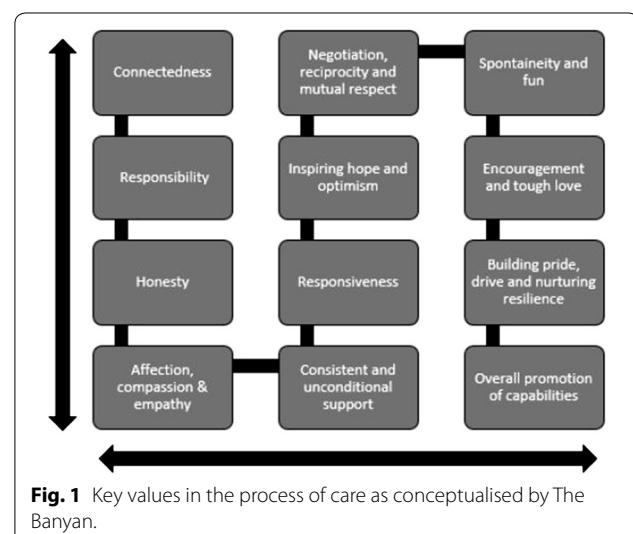 Connectedness
Responsibility
Honesty
Affection,
compassion &
empathy
Negotiation,
reciprocity and
mutual respect
Inspiring hope and
optimism
Responsiveness
Consistent and
unconditional
support
Spontaineity and
fun
Encouragement
and tough love
Building pride,
drive and nurturing
resilience
Overall promotion
of capabilities
Fig. 1 Key values in the process of care as conceptualised by The
Banyan.